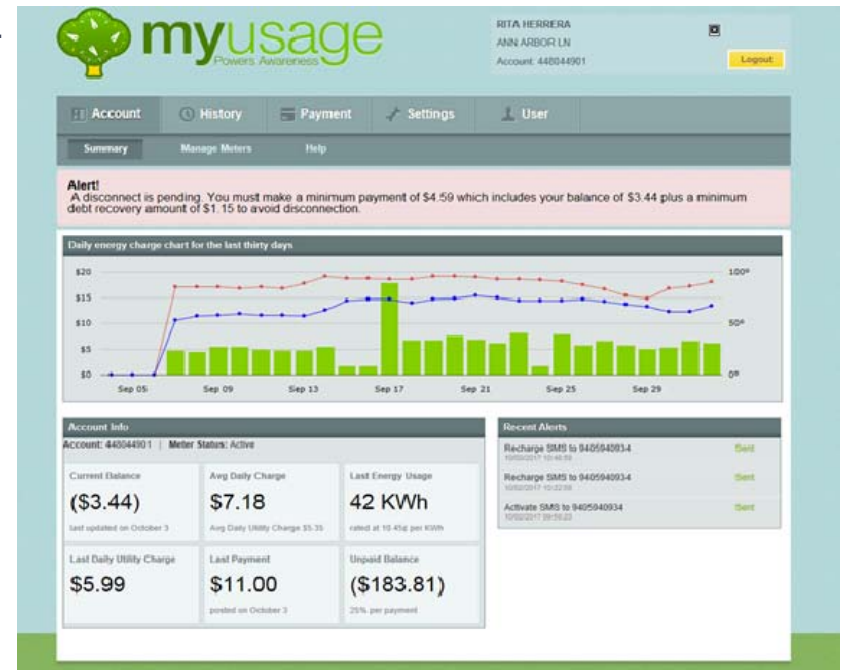 myusage
Powers Awareness
RITA HERRERA
ANN ARBOR LN
Account: 448044901
Logout
Account
History
Payment
Settings
User
Summary
Manage Meters
Help
Alert!
A disconnect is pending. You must make a minimum payment of $4.59 which includes your balance of $3.44 plus a minimum
debt recovery amount of $1.15 to avoid disconnection.
Daily energy charge chart for the last thirty days
$20
$15
$10
$5
$0
100°
50°
0°
Sep 05
Sep 09
Sep 13
Sep 17
Sep 21
Sep 25
Sep 29
Account Info
Account: 448044901 | Meter Status: Active
Current Balance
($3.44)
last updated on October 3
Avg Daily Charge
$7.18
Avg Daily Utility Charge $5.35
Last Energy Usage
42 KWh
rated at 10.45¢ per KWh
Last Daily Utility Charge
$5.99
Last Payment
$11.00
posted on October 3
Unpaid Balance
($183.81)
25% per payment
Recent Alerts
Recharge SMS to 9405940934
Sent
Recharge SMS to 9405940934
Sent
Activate SMS to 9405940934
Sent